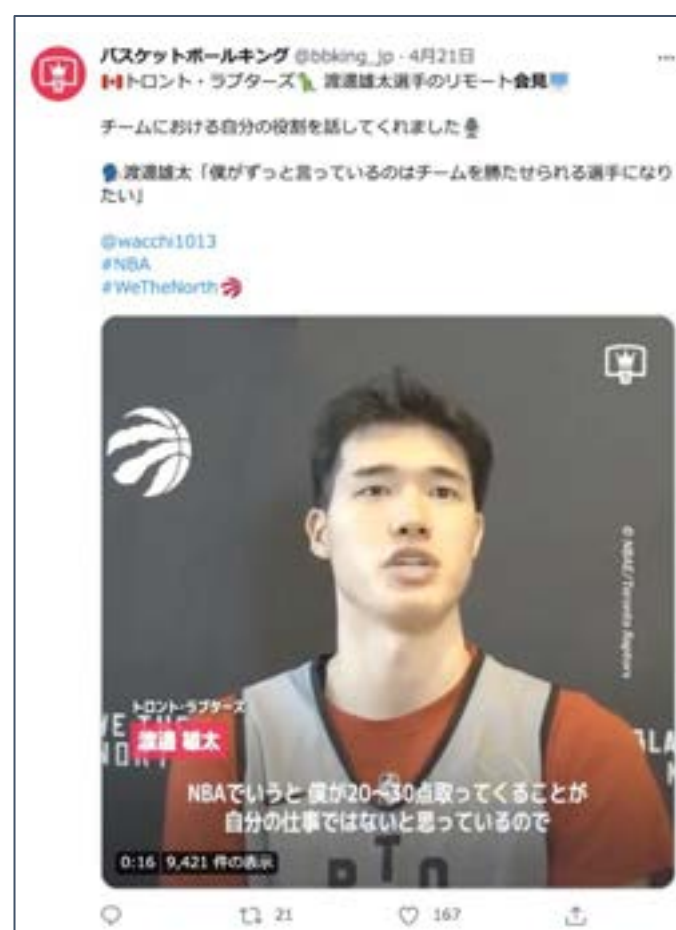 バスケットボールキング @bbking_jp・4月21日
トロント・ラプターズ 渡邊雄太選手のリモート会見
チームにおける自分の役割を話してくれました
渡邊雄太「僕がずっと言っているのはチームを勝たせられる選手になり
たい」
@wacchi1013
#NBA
#WeTheNorth
© NBAE/Toronto Raptors
トロント・ラプターズ
渡邊 雄太
NBAでいうと 僕が20〜30点取ってくることが
自分の仕事ではないと思っているので
0:16 9,421 件の表示
21 167